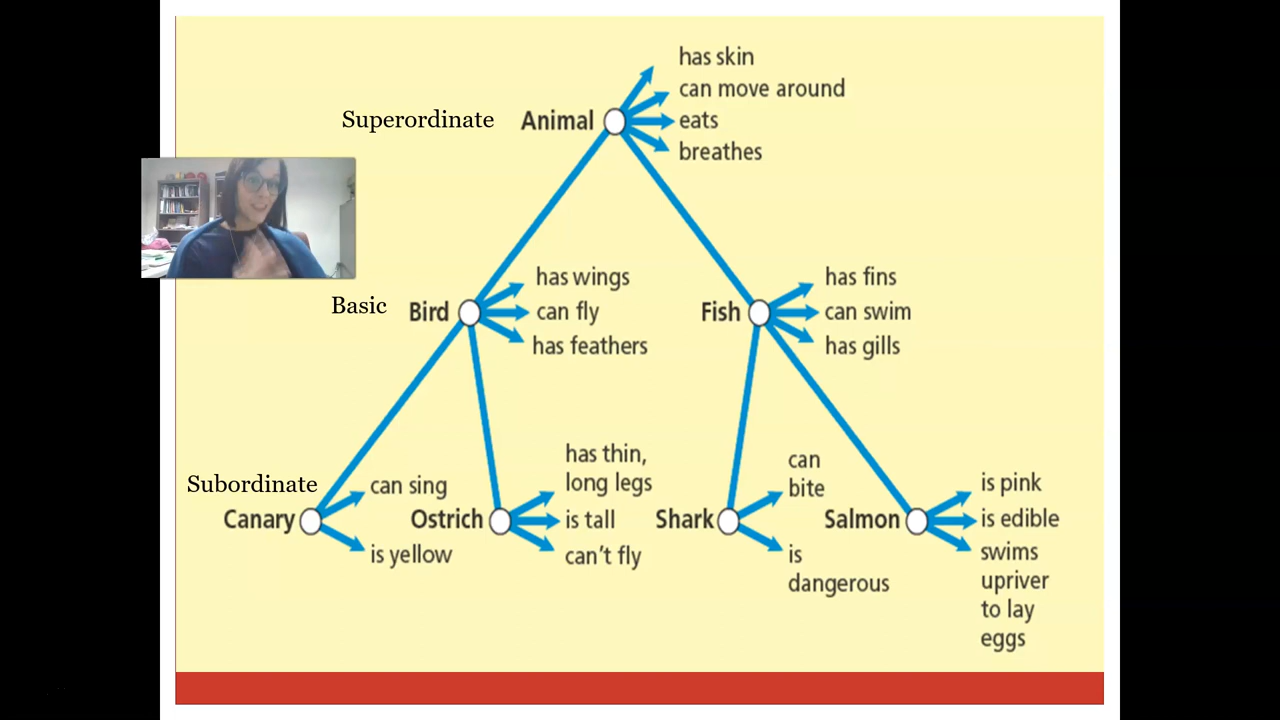 has skin
can move around
Superordinate
Animal
eats
breathes
has wings
has fins
Basic
Bird
can fly
Fish
can swim
has feathers
has gills
has thin,
long legs
can
bite
Subordinate
can sing
is pink
Canary
Ostrich
is tall
Shark
Salmon
is edible
is yellow
can't fly
is
dangerous
swims
upriver
to lay
eggs